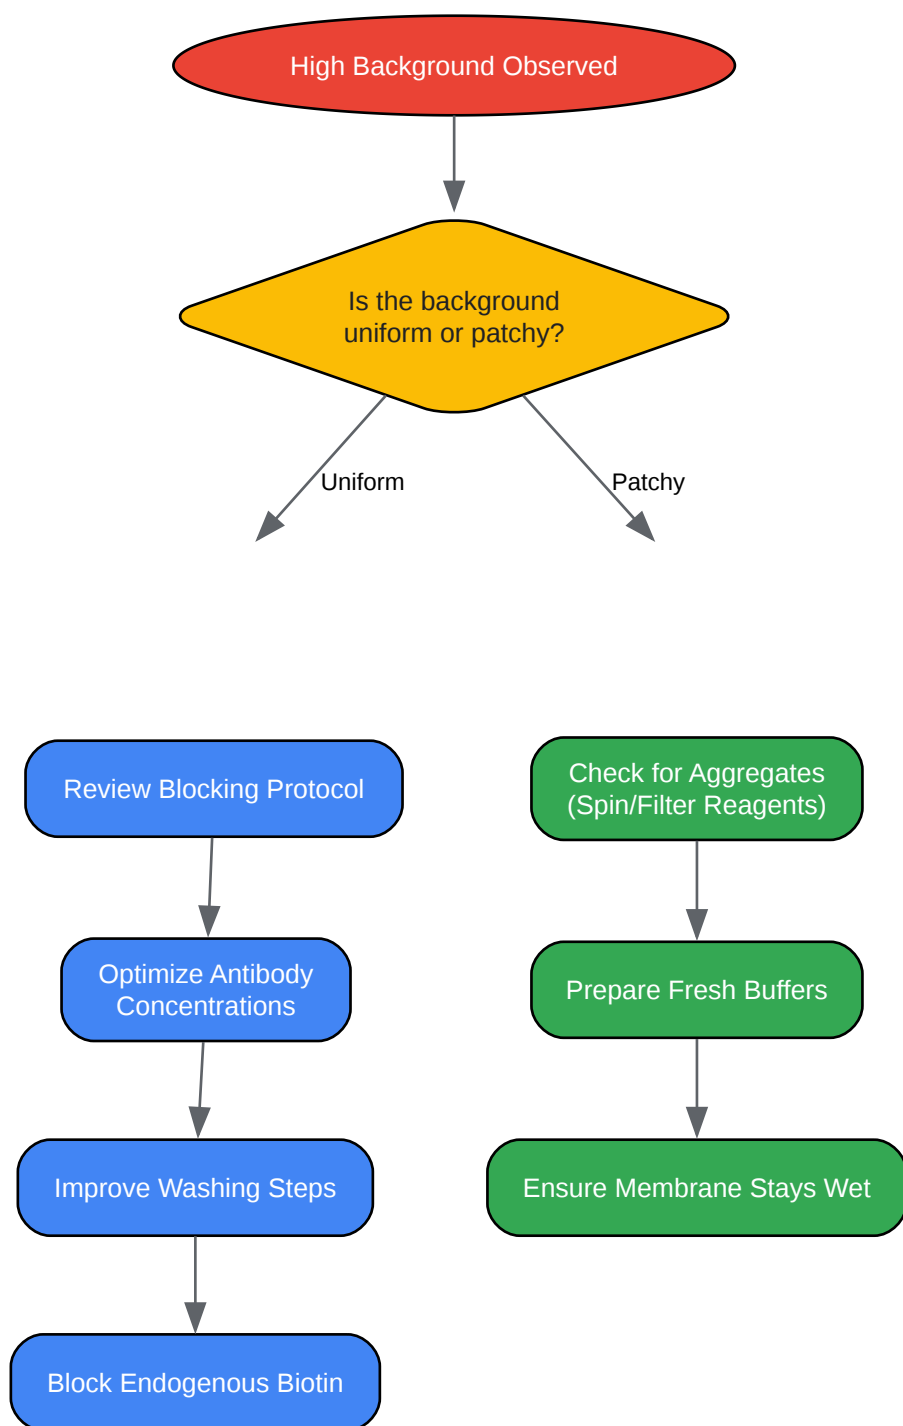 High Background Observed
Is the background
uniform or patchy?
Uniform
Patchy
Review Blocking Protocol
Optimize Antibody
Concentrations
Improve Washing Steps
Block Endogenous Biotin
Check for Aggregates
(Spin/Filter Reagents)
Prepare Fresh Buffers
Ensure Membrane Stays Wet